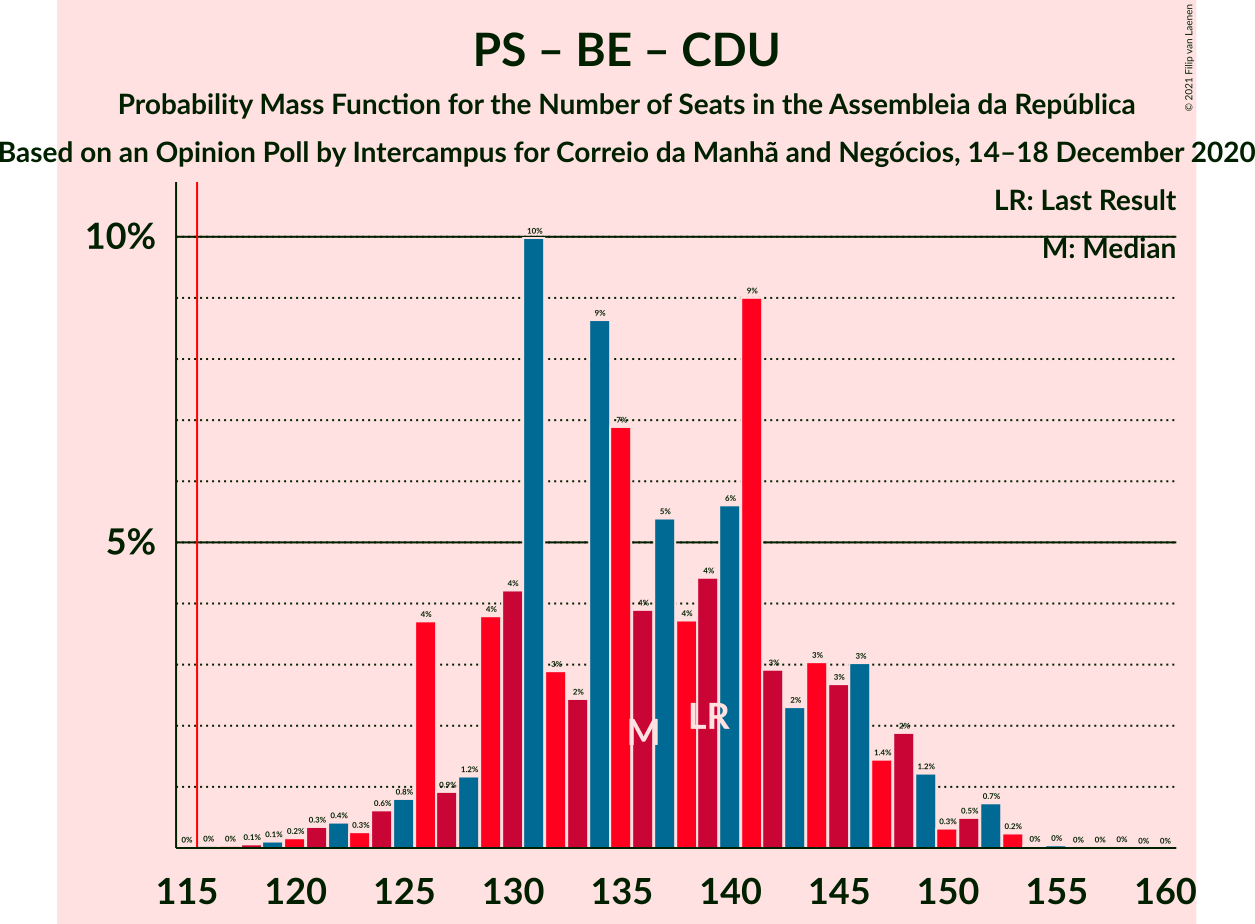 PS – BE – CDU
Probability Mass Function for the Number of Seats in the Assembleia da República
Based on an Opinion Poll by Intercampus for Correio da Manhã and Negócios, 14–18 December 2020
© 2021 Filip van Laenen
LR: Last Result
M: Median
10%
5%
0% 0% 0% 0.1% 0.1% 0.2% 0.3% 0.4% 0.3% 0.6% 0.8% 4% 0.9% 1.2% 4% 4% 10% 3% 2% 9% 7% 4% 5% 4% 4% 6% 9% 3% 2% 3% 3% 3% 1.4% 2% 1.2% 0.3% 0.5% 0.7% 0.2% 0% 0% 0% 0% 0% 0% 0%
M LR
115 120 125 130 135 140 145 150 155 160